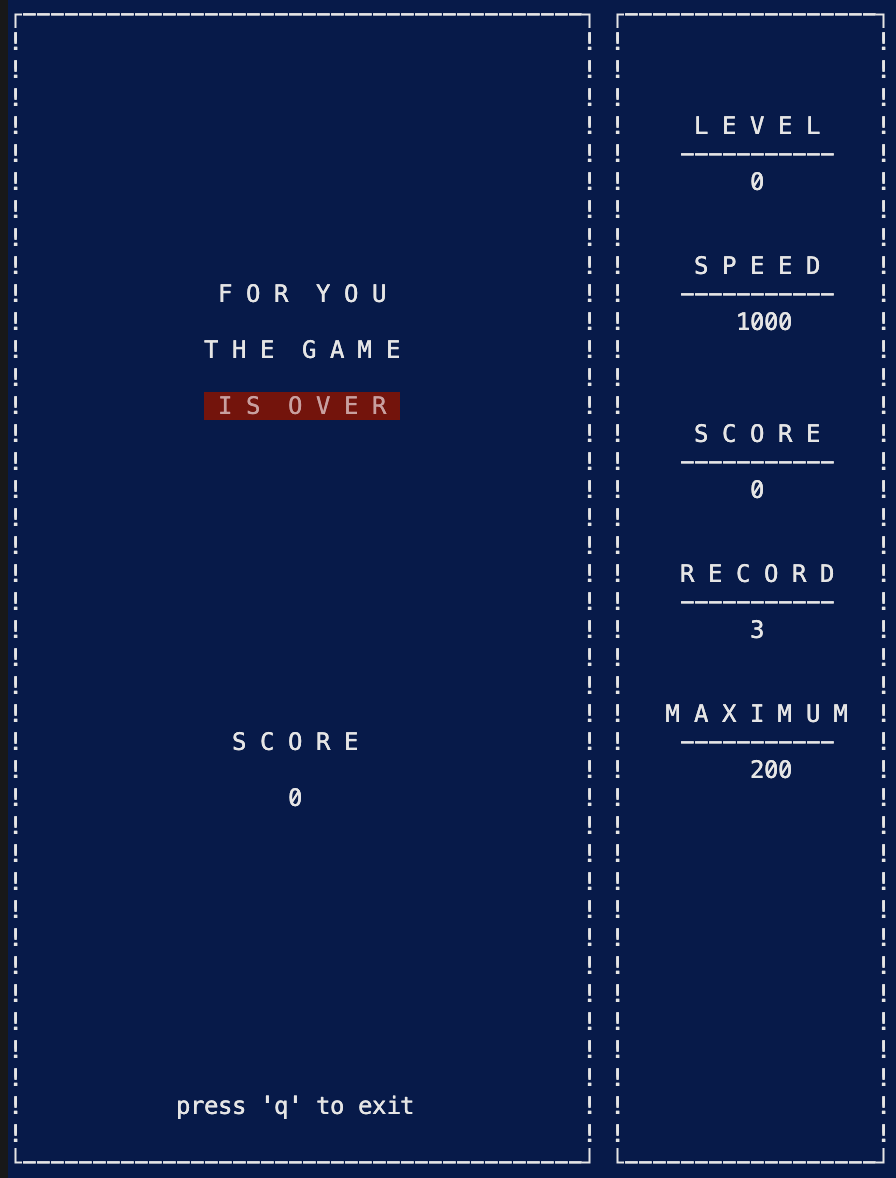 F O R  Y O U
T H E  G A M E
I S  O V E R
S C O R E
0
press 'q' to exit
L E V E L
0
S P E E D
1000
S C O R E
0
R E C O R D
3
M A X I M U M
200